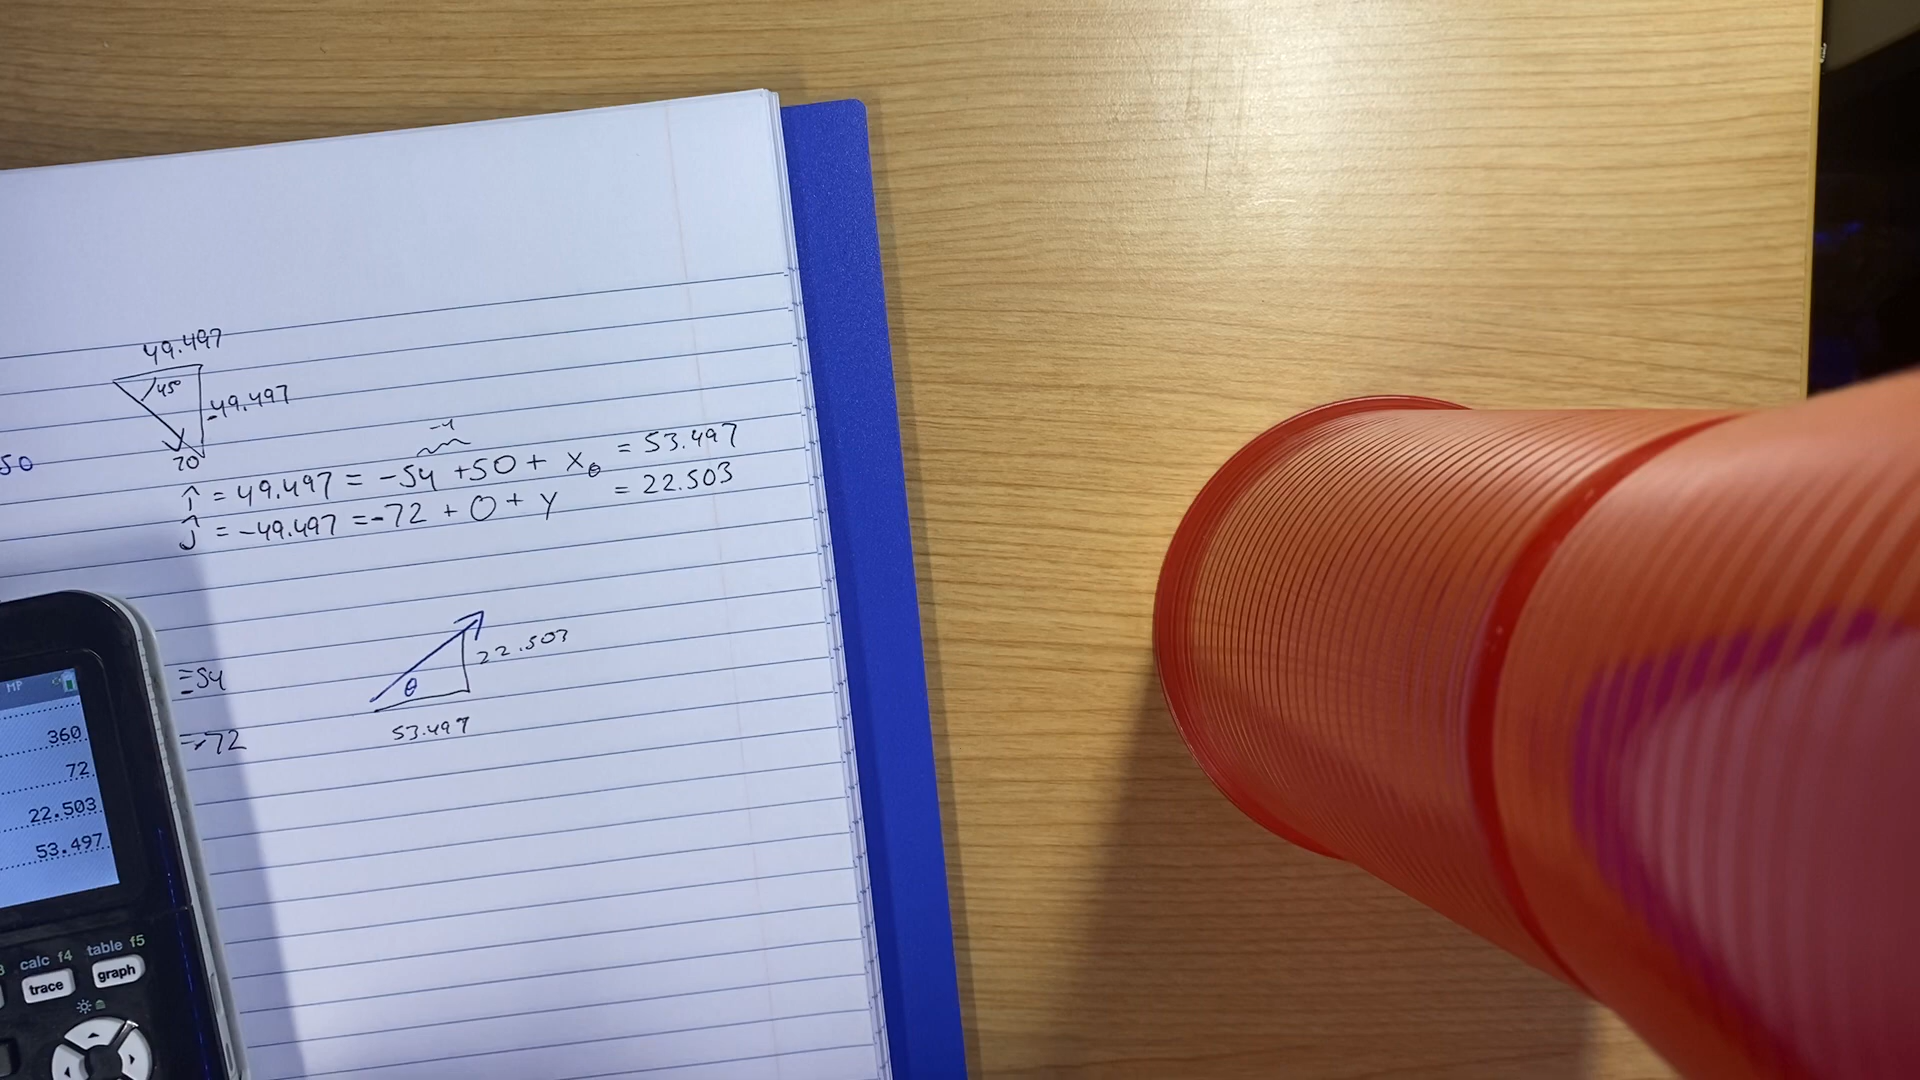 49.497
45°
-49.497
70
50
-4
î = 49.497 = -54 +50 + Xθ = 53.497
ĵ = -49.497 =-72 + 0 + y = 22.503
=-54
=-72
θ
22.503
53.497
MP
360
72
22.503
53.497
calc f4 table f5
trace graph